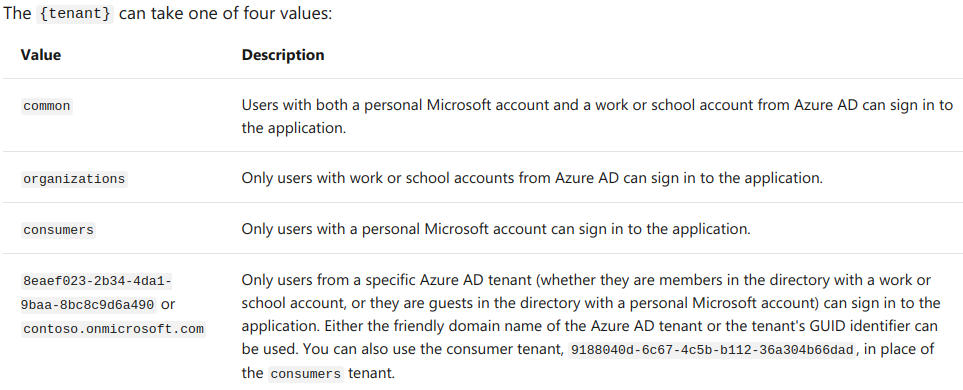 The {tenant} can take one of four values:
Value Description
common Users with both a personal Microsoft account and a work or school account from Azure AD can sign in to
the application.
organizations Only users with work or school accounts from Azure AD can sign in to the application.
consumers Only users with a personal Microsoft account can sign in to the application.
8eaef023-2b34-4da1-
9baa-8bc8c9d6a490 or
contoso.onmicrosoft.com
Only users from a specific Azure AD tenant (whether they are members in the directory with a work or
school account, or they are guests in the directory with a personal Microsoft account) can sign in to the
application. Either the friendly domain name of the Azure AD tenant or the tenant's GUID identifier can
be used. You can also use the consumer tenant, 9188040d-6c67-4c5b-b112-36a304b66dad, in place of
the consumers tenant.